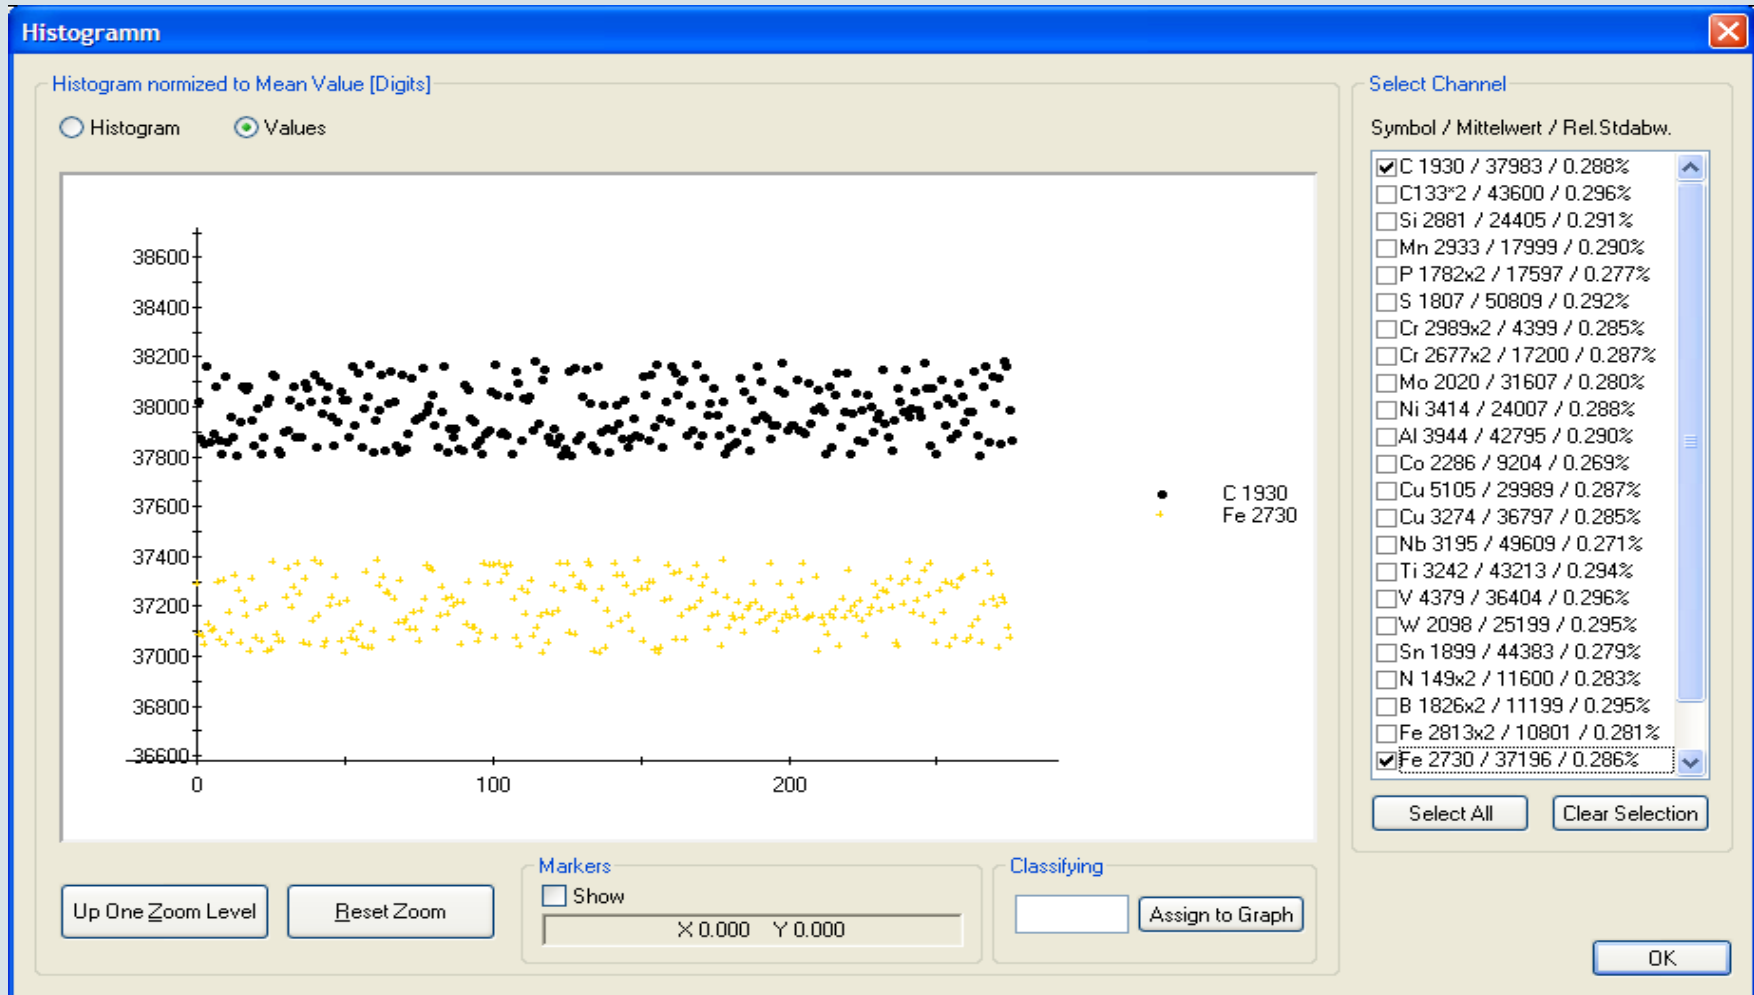 Histogramm
Histogram normized to Mean Value [Digits]
Histogram
Values
38600
38400
38200
38000
37800
37600
37400
37200
37000
36800
36600
0
100
200
C 1930
Fe 2730
Up One Zoom Level
Reset Zoom
Markers
Show
X 0.000 Y 0.000
Classifying
Assign to Graph
Select Channel
Symbol / Mittelwert / Rel.Stdabw.
C 1930 / 37983 / 0.288%
C133*2 / 43600 / 0.296%
Si 2881 / 24405 / 0.291%
Mn 2933 / 17999 / 0.290%
P 1782x2 / 17597 / 0.277%
S 1807 / 50809 / 0.292%
Cr 2989x2 / 4399 / 0.285%
Cr 2677x2 / 17200 / 0.287%
Mo 2020 / 31607 / 0.280%
Ni 3414 / 24007 / 0.288%
Al 3944 / 42795 / 0.290%
Co 2286 / 9204 / 0.269%
Cu 5105 / 29989 / 0.287%
Cu 3274 / 36797 / 0.285%
Nb 3195 / 49609 / 0.271%
Ti 3242 / 43213 / 0.294%
V 4379 / 36404 / 0.296%
W 2098 / 25199 / 0.295%
Sn 1899 / 44383 / 0.279%
N 149x2 / 11600 / 0.283%
B 1826x2 / 11199 / 0.295%
Fe 2813x2 / 10801 / 0.281%
Fe 2730 / 37196 / 0.286%
Select All
Clear Selection
OK